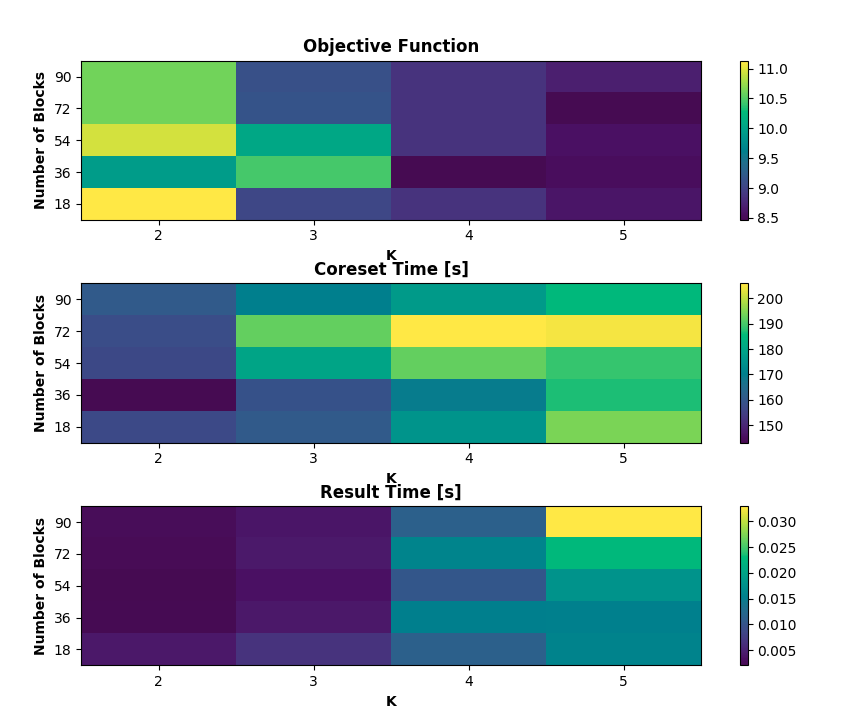 Objective Function
Number of Blocks
90
72
54
36
18
2 3 4 5
K
11.0
10.5
10.0
9.5
9.0
8.5
Coreset Time [s]
Number of Blocks
90
72
54
36
18
2 3 4 5
K
200
190
180
170
160
150
Result Time [s]
Number of Blocks
90
72
54
36
18
2 3 4 5
K
0.030
0.025
0.020
0.015
0.010
0.005